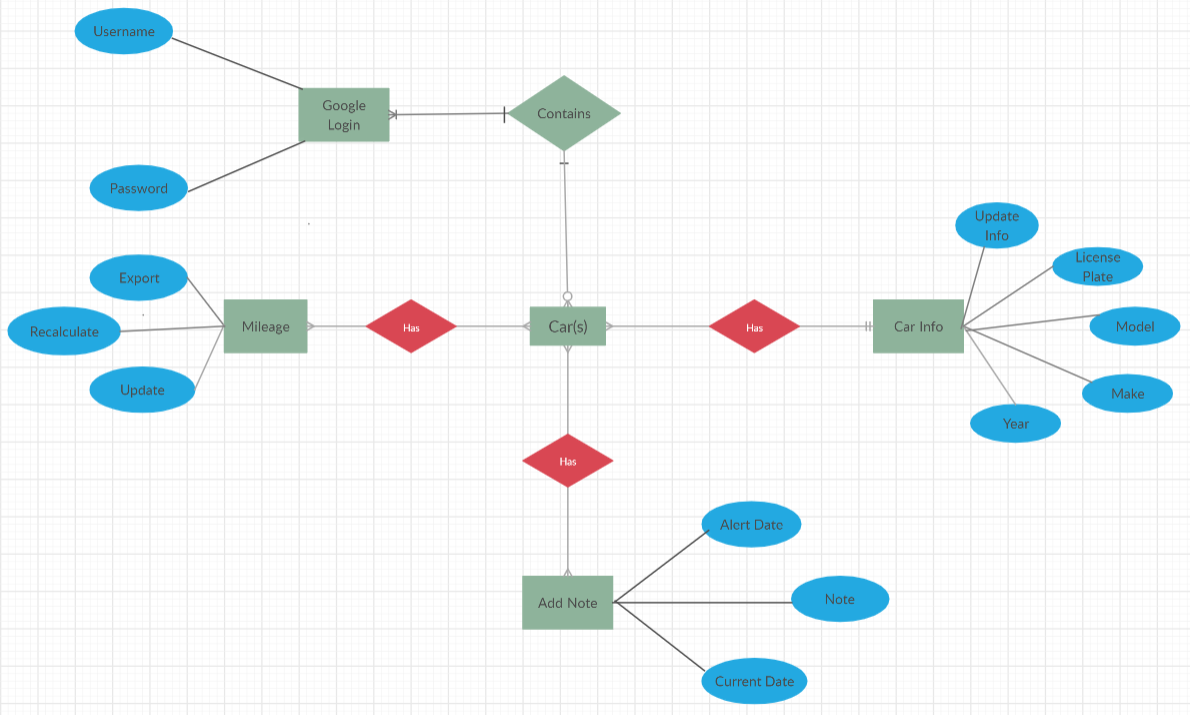 Username
Google
Login
Contains
Password
Update
Info
License
Plate
Export
Recalculate
Mileage
Has
Car(s)
Has
Car Info
Model
Update
Make
Year
Has
Alert Date
Add Note
Note
Current Date